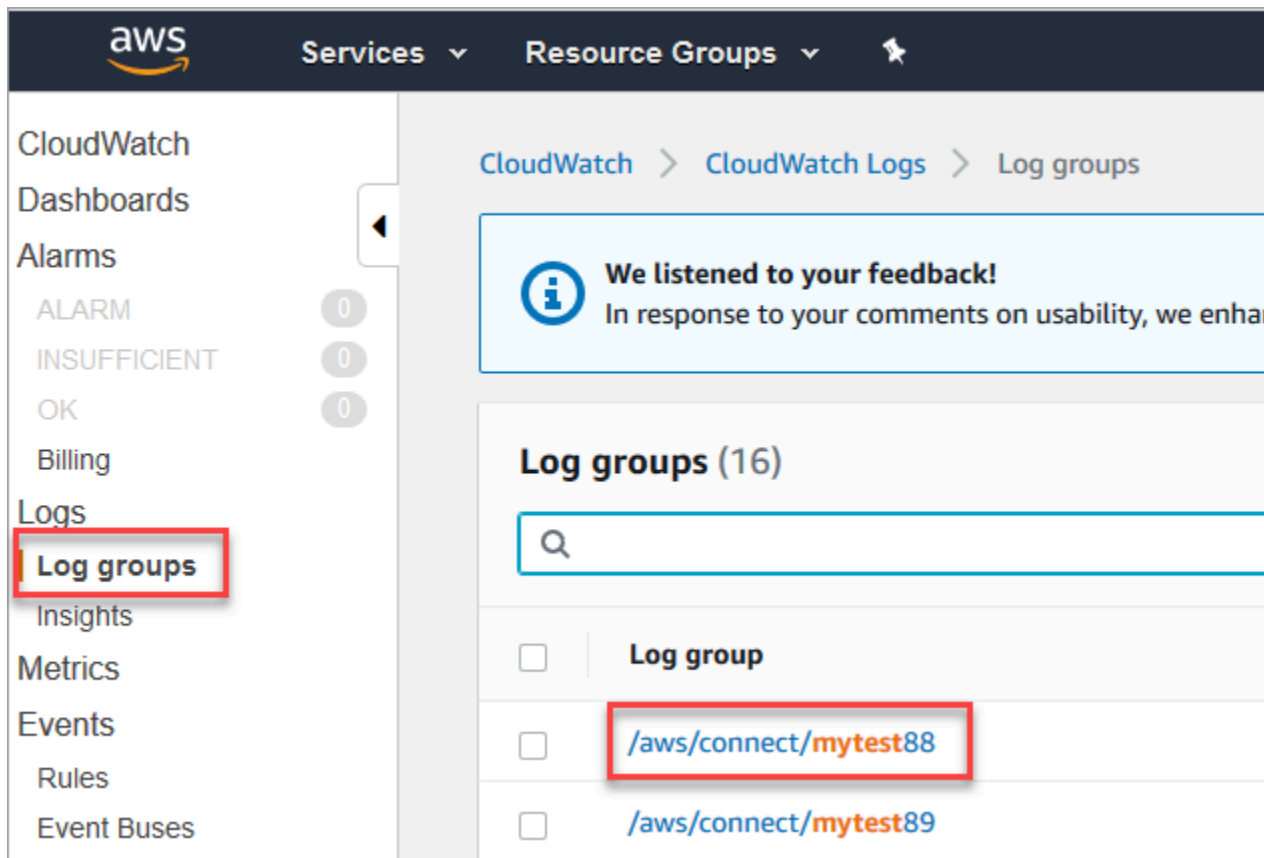 aws
Services
Resource Groups
CloudWatch
Dashboards
Alarms
ALARM 0
INSUFFICIENT 0
OK 0
Billing
Logs
Log groups
Insights
Metrics
Events
Rules
Event Buses
CloudWatch > CloudWatch Logs > Log groups
We listened to your feedback!
In response to your comments on usability, we enha
Log groups (16)
Log group
/aws/connect/mytest88
/aws/connect/mytest89